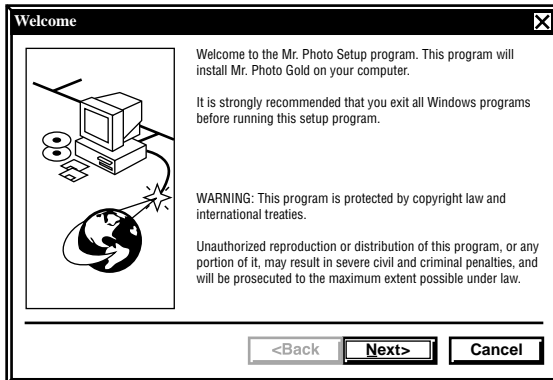 Welcome
Welcome to the Mr. Photo Setup program. This program will
install Mr. Photo Gold on your computer.
It is strongly recommended that you exit all Windows programs
before running this setup program.
WARNING: This program is protected by copyright law and
international treaties.
Unauthorized reproduction or distribution of this program, or any
portion of it, may result in severe civil and criminal penalties, and
will be prosecuted to the maximum extent possible under law.
<Back Next> Cancel